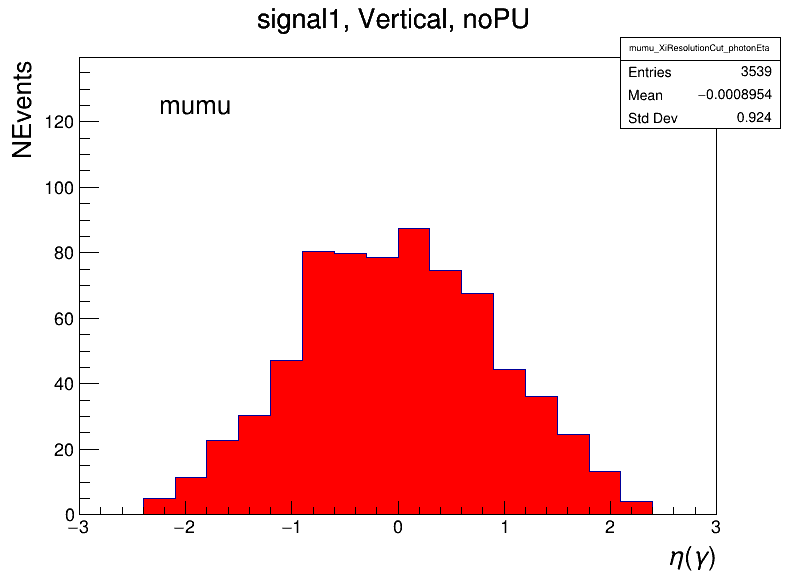 signal1, Vertical, noPU
mumu_XiResolutionCut_photonEta
Entries 3539
Mean −0.0008954
Std Dev 0.924
NEvents
mumu
120
100
80
60
40
20
0
−3 −2 −1 0 1 2 3
η(γ)